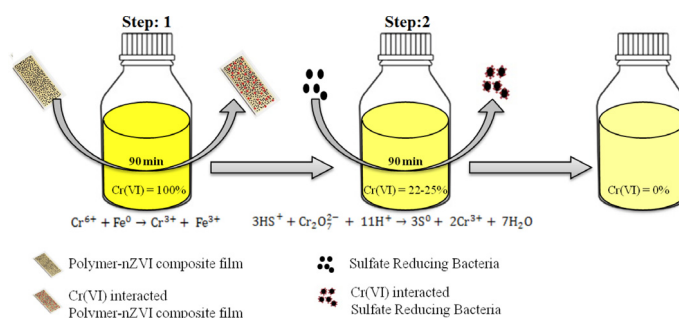 Step: 1
Step:2
90 min
90 min
Cr(VI) = 100%
Cr(VI) = 22-25%
Cr(VI) = 0%
Cr⁶⁺ + Fe⁰ → Cr³⁺ + Fe³⁺
3HS⁺ + Cr₂O₇²⁻ + 11H⁺ → 3S⁰ + 2Cr³⁺ + 7H₂O
Polymer-nZVI composite film
Sulfate Reducing Bacteria
Cr(VI) interacted
Polymer-nZVI composite film
Cr(VI) interacted
Sulfate Reducing Bacteria